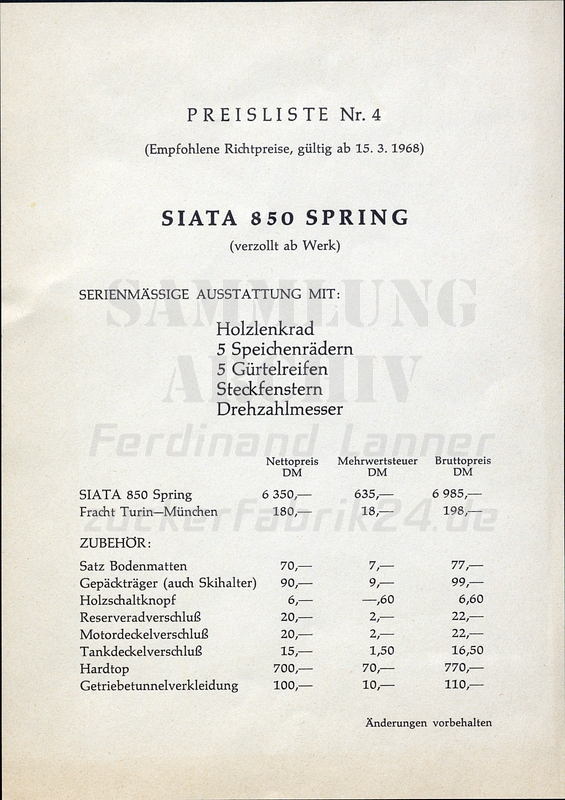 PREISLISTE Nr. 4
(Empfohlene Richtpreise, gültig ab 15. 3. 1968)
SIATA 850 SPRING
(verzollt ab Werk)
SERIENMÄSSIGE AUSSTATTUNG MIT:
SAMMLUNG
Holzlenkrad
5 Speichenrädern
5 Gürtelreifen
ARCHIV
Steckfenstern
Drehzahlmesser
Ferdinand Lanner
Nettopreis Mehrwertsteuer Bruttopreis
DM DM DM
SIATA 850 Spring 6 350,— 635,— 6 985,—
Fracht Turin—München 180,— 18,— 198,—
zuckerfabrik24.de
ZUBEHÖR:
Satz Bodenmatten 70,— 7,— 77,—
Gepäckträger (auch Skihalter) 90,— 9,— 99,—
Holzschaltknopf 6,— —,60 6,60
Reserveradverschluß 20,— 2,— 22,—
Motordeckelverschluß 20,— 2,— 22,—
Tankdeckelverschluß 15,— 1,50 16,50
Hardtop 700,— 70,— 770,—
Getriebetunnelverkleidung 100,— 10,— 110,—
Änderungen vorbehalten